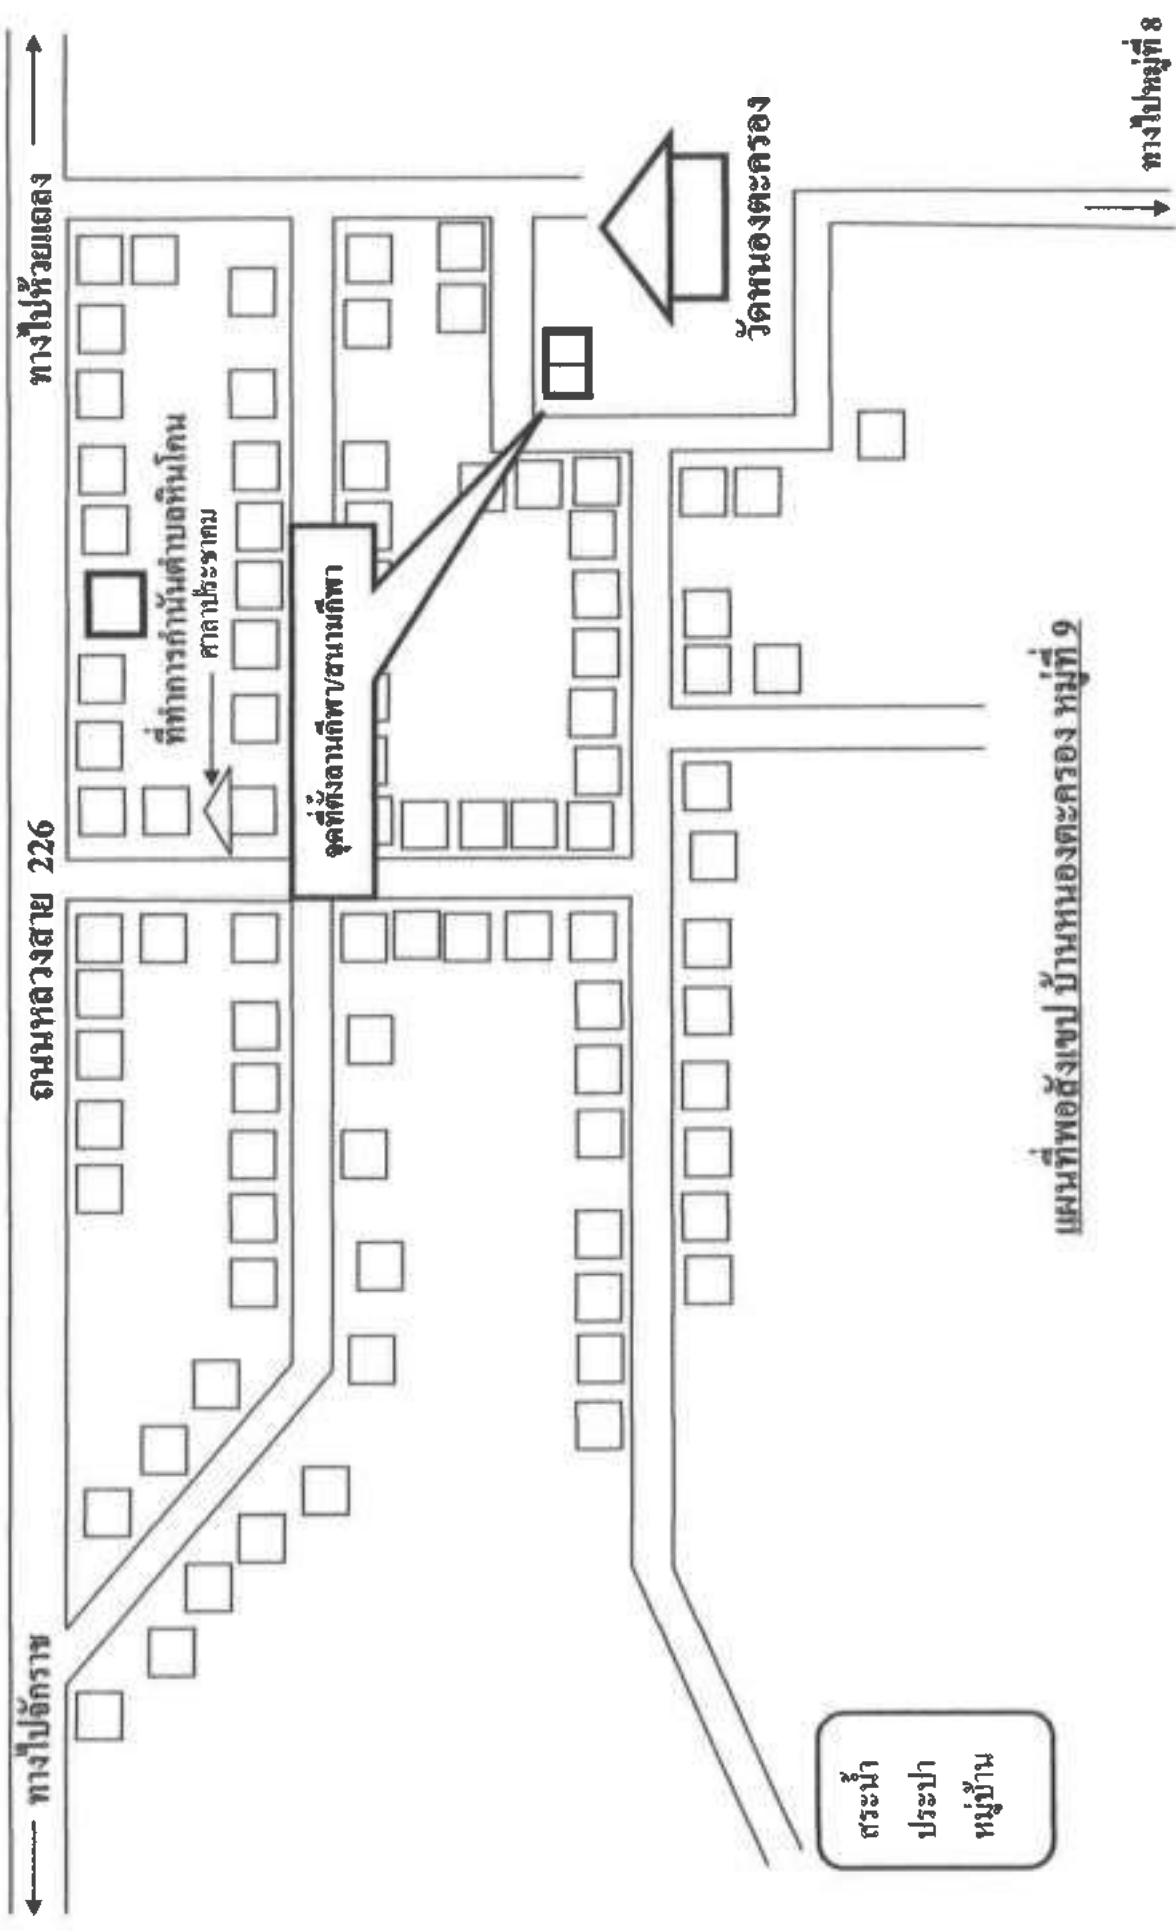 ทางไปจักราช
ถนนหลวงสาย 226
ทางไปห้วยแถลง
ที่ทำการกำนันตำบลหินโคน
ศาลาประชาคม
จุดที่ตั้งลานกีฬา/สนามกีฬา
วัดหนองตะครอง
สระน้ำ
ประปา
หมู่บ้าน
แผนที่พอสังเขป บ้านหนองตะครอง หมู่ที่ 9
ทางไปหมู่ที่ 8